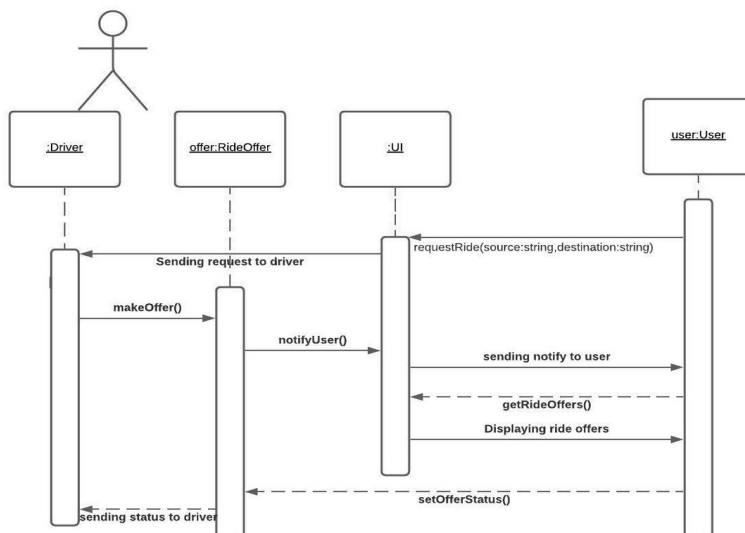 :Driver
offer:RideOffer
:UI
user:User
requestRide(source:string,destination:string)
Sending request to driver
makeOffer()
notifyUser()
sending notify to user
getRideOffers()
Displaying ride offers
setOfferStatus()
sending status to driver